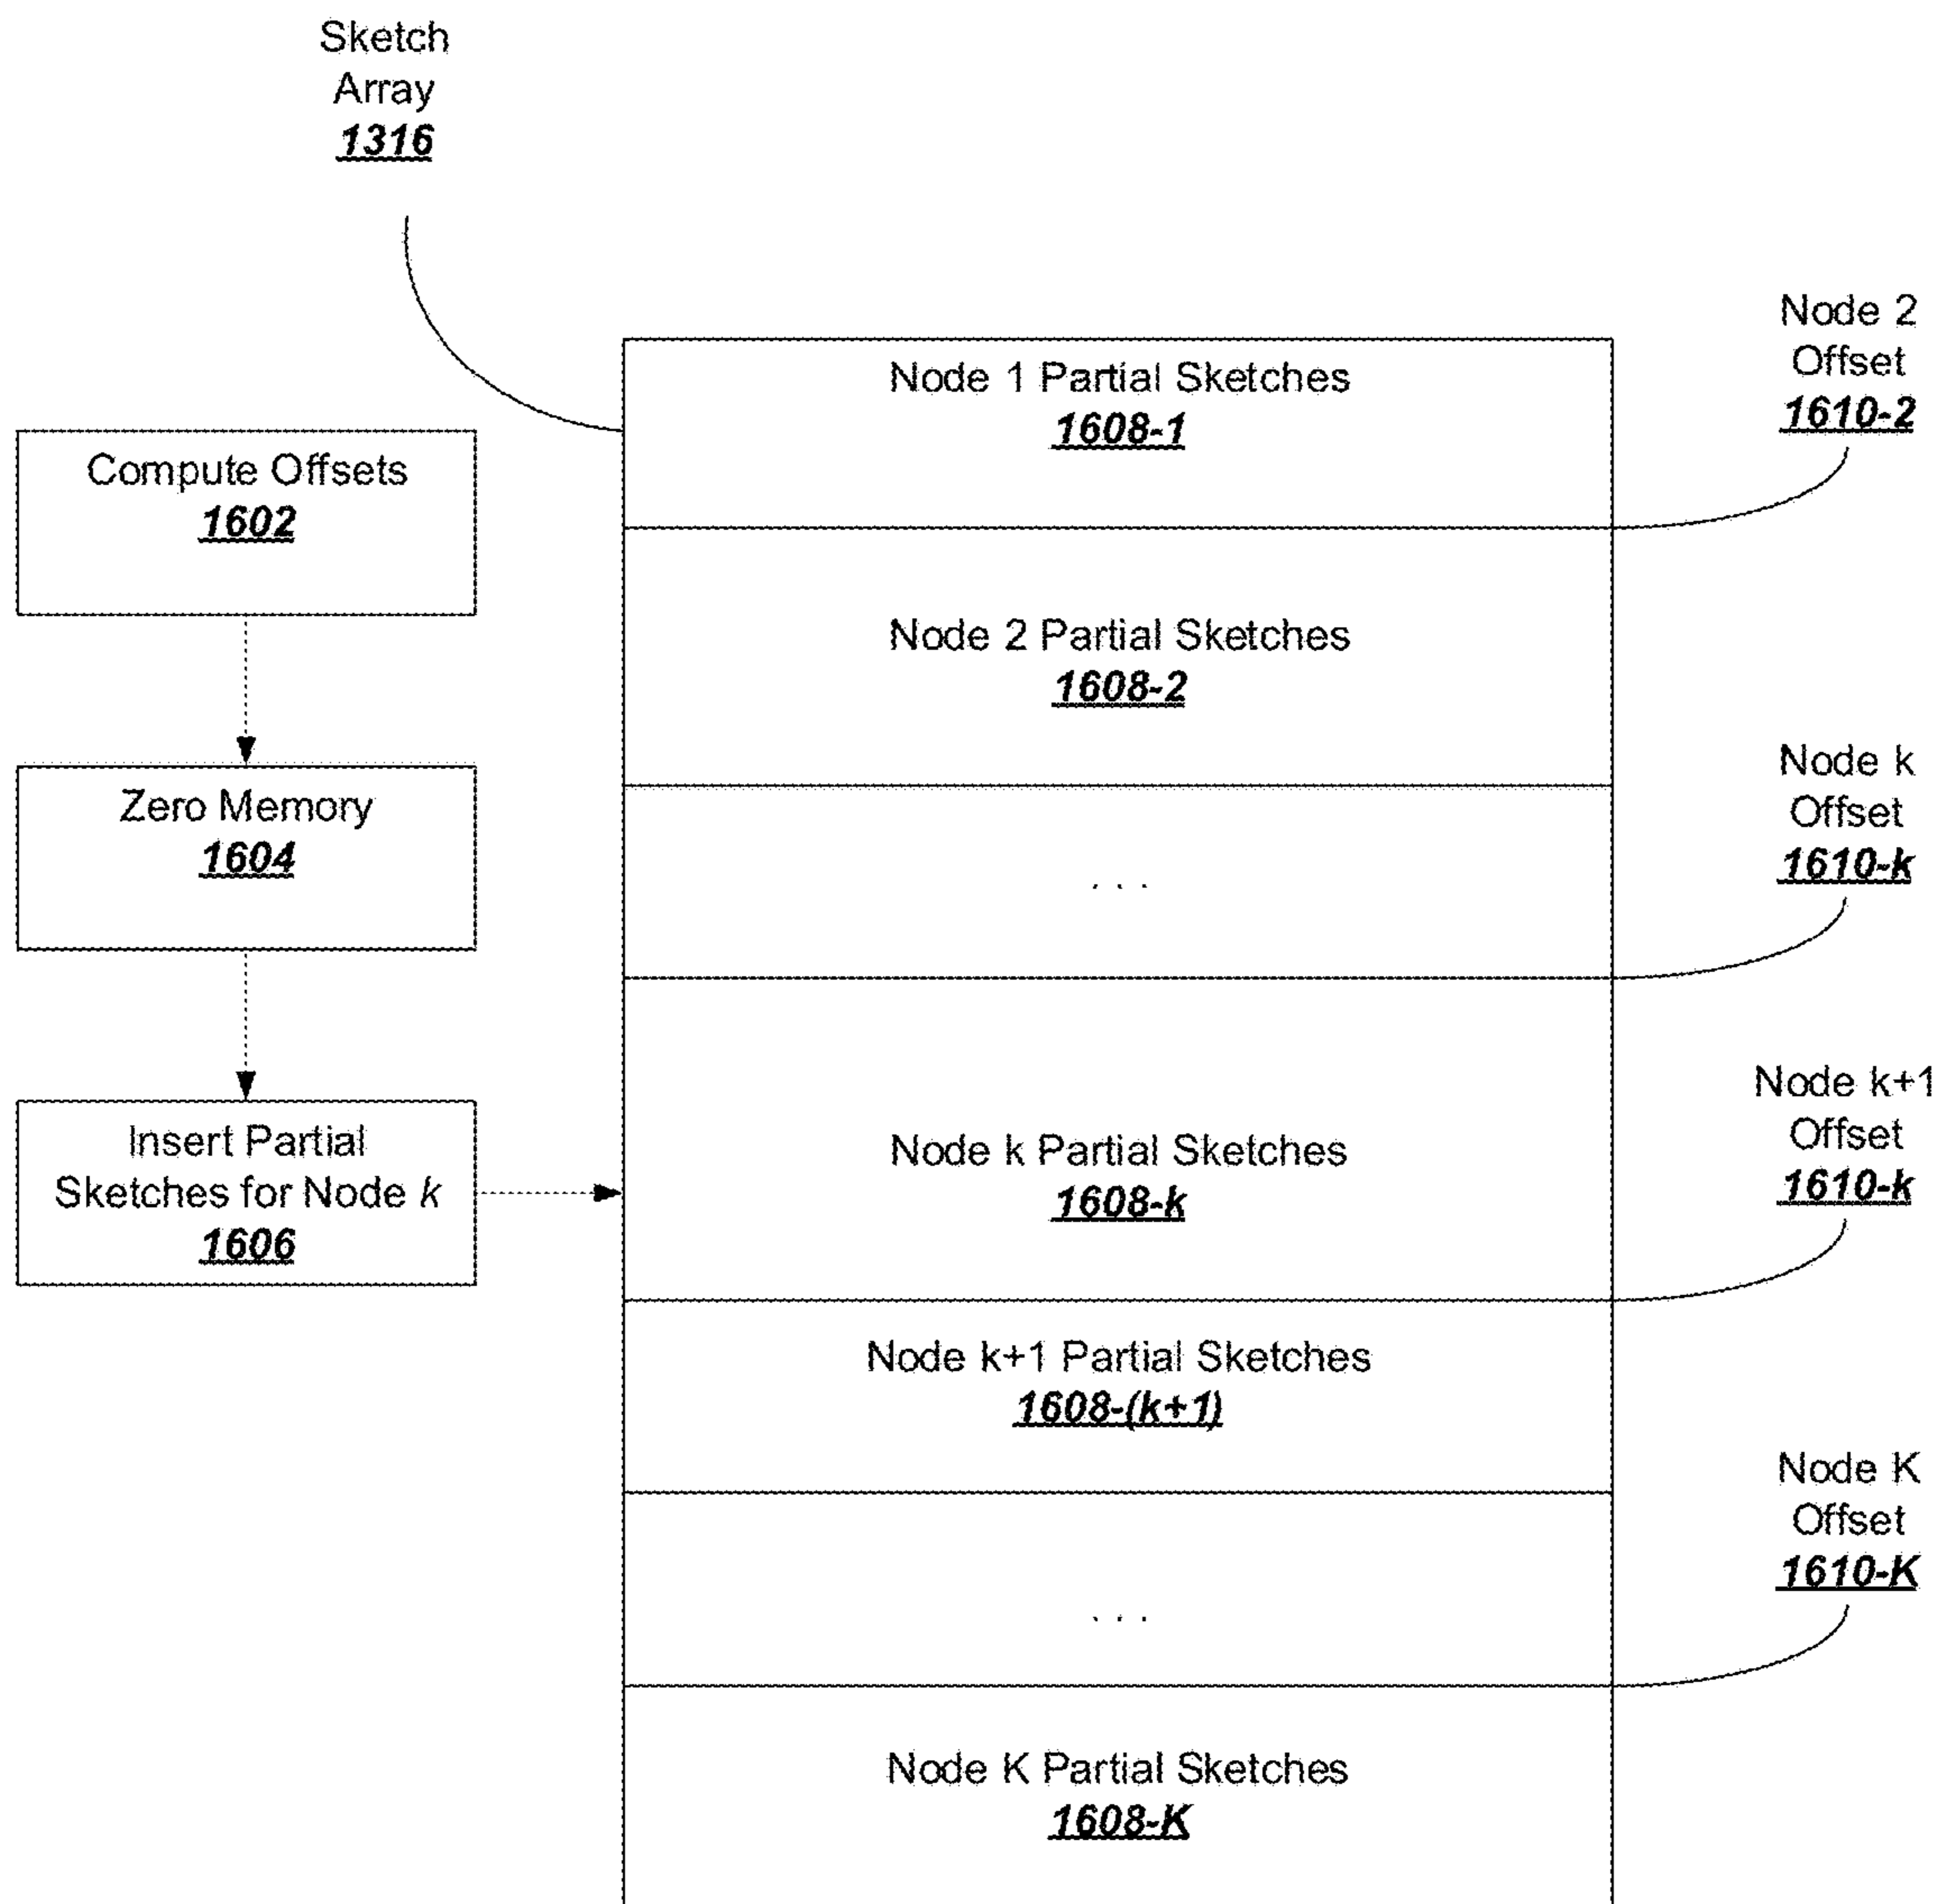 Sketch
Array
1316
Node 2
Offset
1610-2
Node 1 Partial Sketches
1608-1
Compute Offsets
1602
Node 2 Partial Sketches
1608-2
Node k
Offset
1610-k
Zero Memory
1604
. . .
Node k+1
Offset
1610-k
Insert Partial
Sketches for Node k
1606
Node k Partial Sketches
1608-k
Node k+1 Partial Sketches
1608-(k+1)
Node K
Offset
1610-K
. . .
Node K Partial Sketches
1608-K